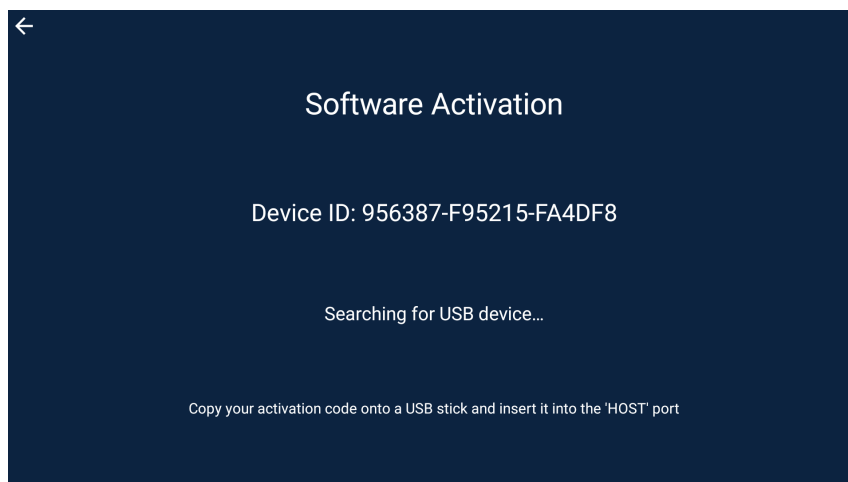 Software Activation
Device ID: 956387-F95215-FA4DF8
Searching for USB device...
Copy your activation code onto a USB stick and insert it into the 'HOST' port